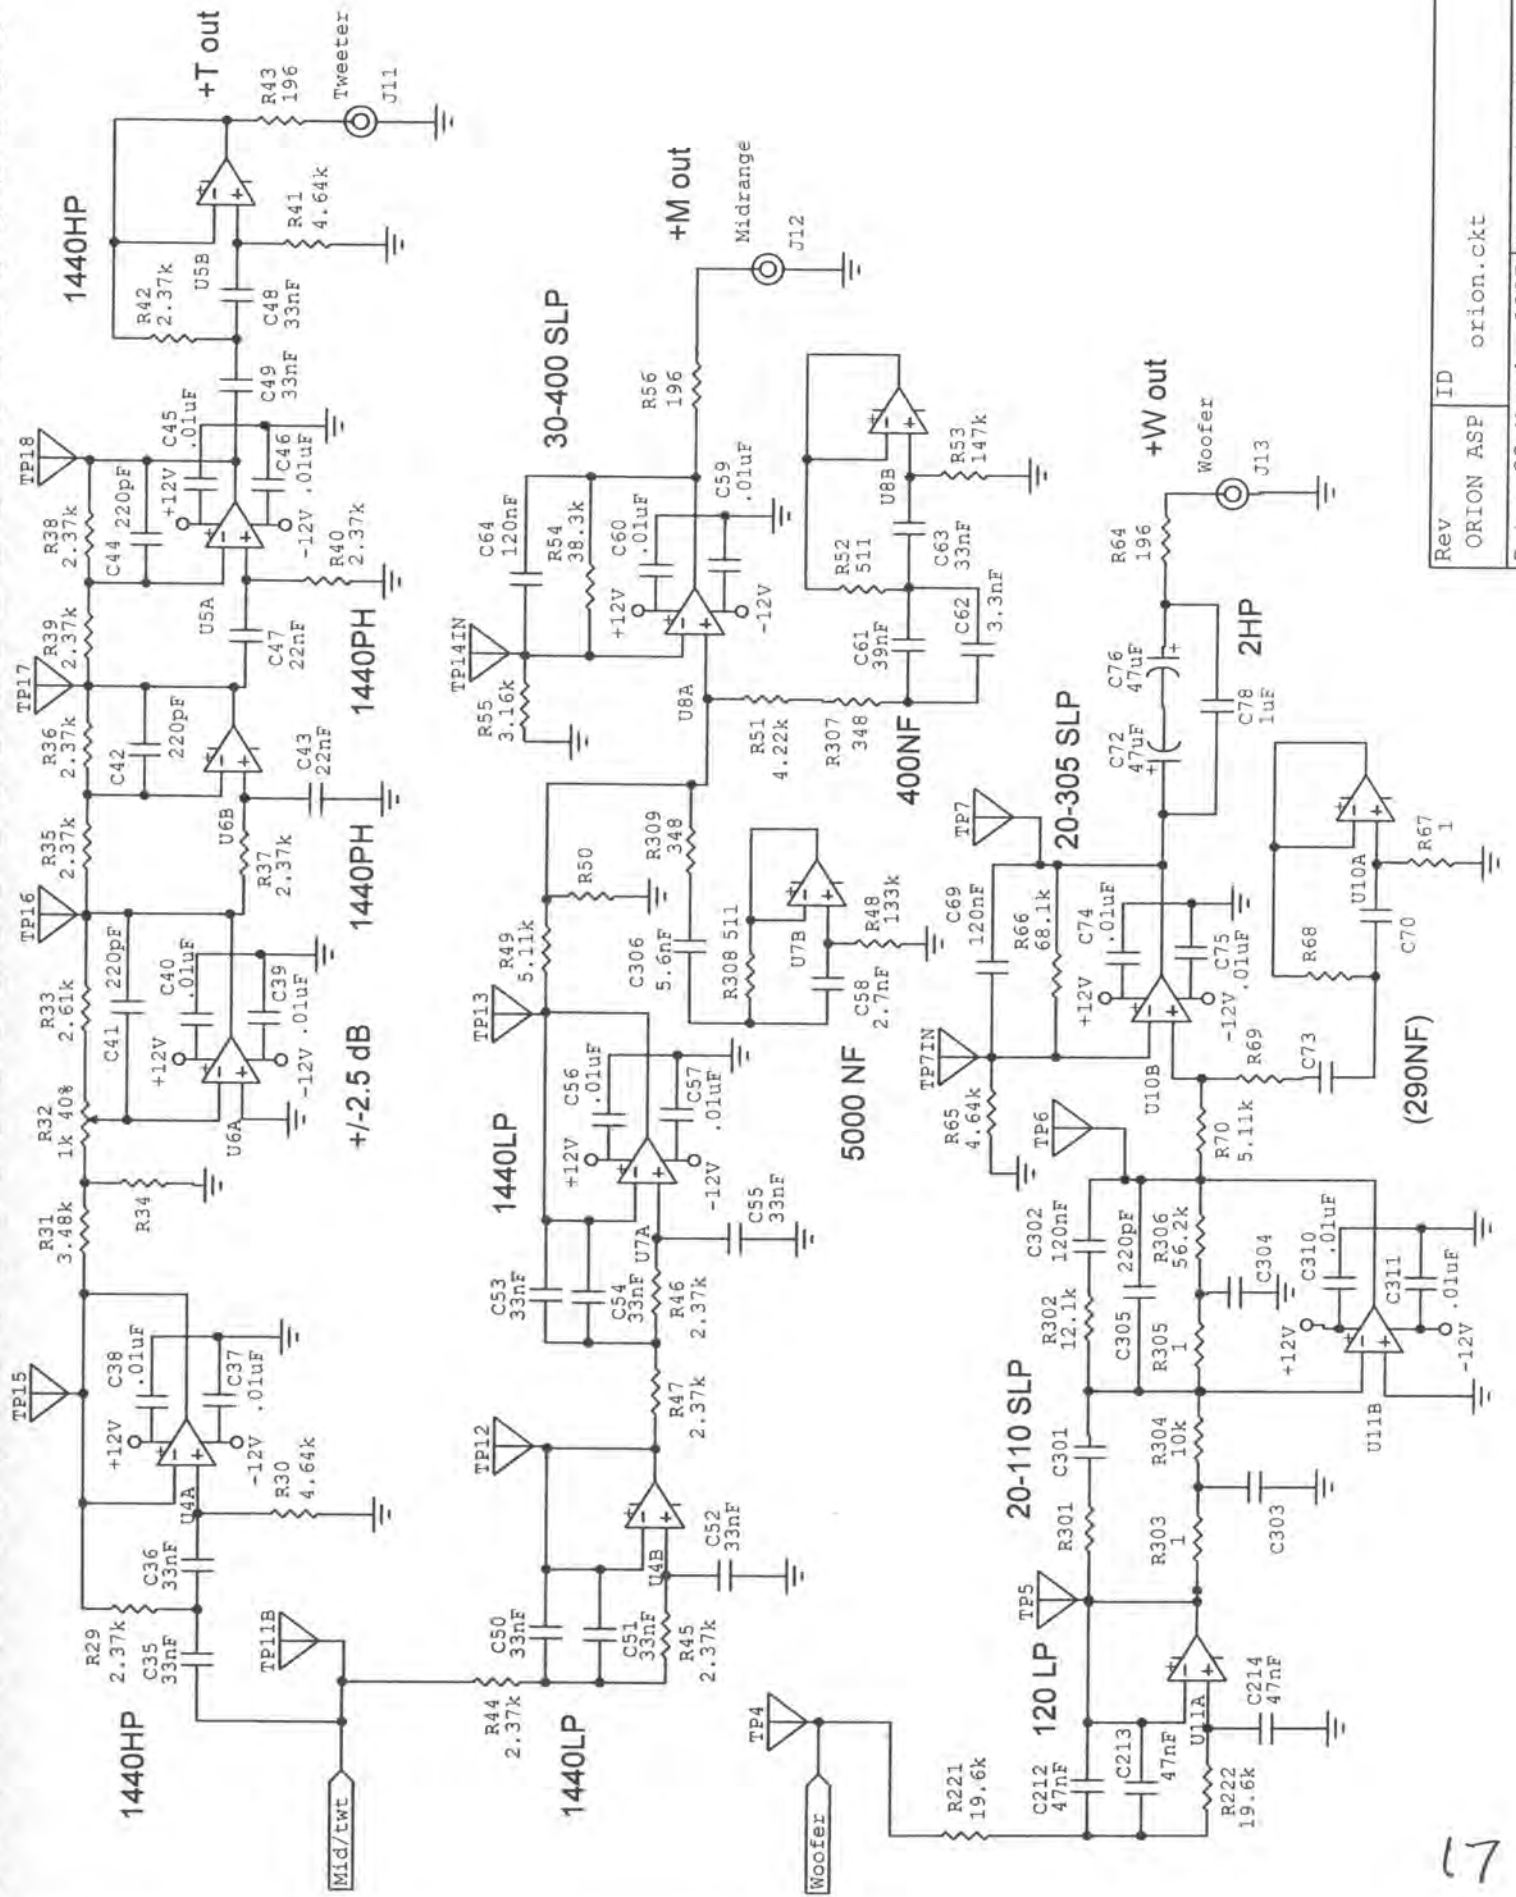 1440HP
R29
2.37k
C35
33nF
C36
33nF
U4A
R30
4.64k
TP15
+12V
C38
.01uF
C37
.01uF
-12V
R31
3.48k
R34
R32
1k 40%
U6A
+/-2.5 dB
C41
220pF
R33
2.61k
+12V
C40
.01uF
C39
.01uF
-12V
TP16
R35
2.37k
R37
2.37k
1440PH
U6B
C42
220pF
R36
2.37k
C43
22nF
TP17
R39
2.37k
C47
22nF
1440PH
U5A
R38
2.37k
C44
220pF
R40
2.37k
+12V
C45
.01uF
C46
.01uF
-12V
TP18
C49
33nF
C48
33nF
1440HP
R42
2.37k
U5B
R41
4.64k
+T out
R43
196
Tweeter
J11
Mid/twt
TP11B
1440LP
R44
2.37k
C50
33nF
C51
33nF
R45
2.37k
U4B
C52
33nF
TP12
R47
2.37k
1440LP
C53
33nF
C54
33nF
R46
2.37k
U7A
C55
33nF
+12V
C56
.01uF
C57
.01uF
-12V
TP13
R49
5.11k
R50
5000 NF
C306
5.6nF
R309
348
R308 511
U7B
C58
2.7nF
R48
133k
TP14IN
R55
3.16k
30-400 SLP
C64
120nF
R54
38.3k
U8A
+12V
C60
.01uF
C59
.01uF
-12V
R51
4.22k
R307
348
400NF
C61
39nF
C62
3.3nF
R52
511
C63
33nF
U8B
R53
147k
R56
196
+M out
Midrange
J12
Woofer
TP4
R221
19.6k
120 LP
C212
47nF
C213
47nF
R222
19.6k
U11A
C214
47nF
TP5
20-110 SLP
R301
C301
R303
1
C303
R304
10k
R302
12.1k
C302
120nF
C305
220pF
R305
1
R306
56.2k
C304
U11B
+12V
C310
.01uF
C311
.01uF
-12V
TP6
R70
5.11k
TP7IN
R65
4.64k
U10B
C69
120nF
R66
68.1k
+12V
C74
.01uF
C75
.01uF
-12V
TP7
20-305 SLP
R69
C73
(290NF)
R68
C70
U10A
R67
1
C72
47uF
C76
47uF
C78
1uF
2HP
R64
196
+W out
Woofer
J13
Rev
ORION ASP
ID
orion.ckt
17